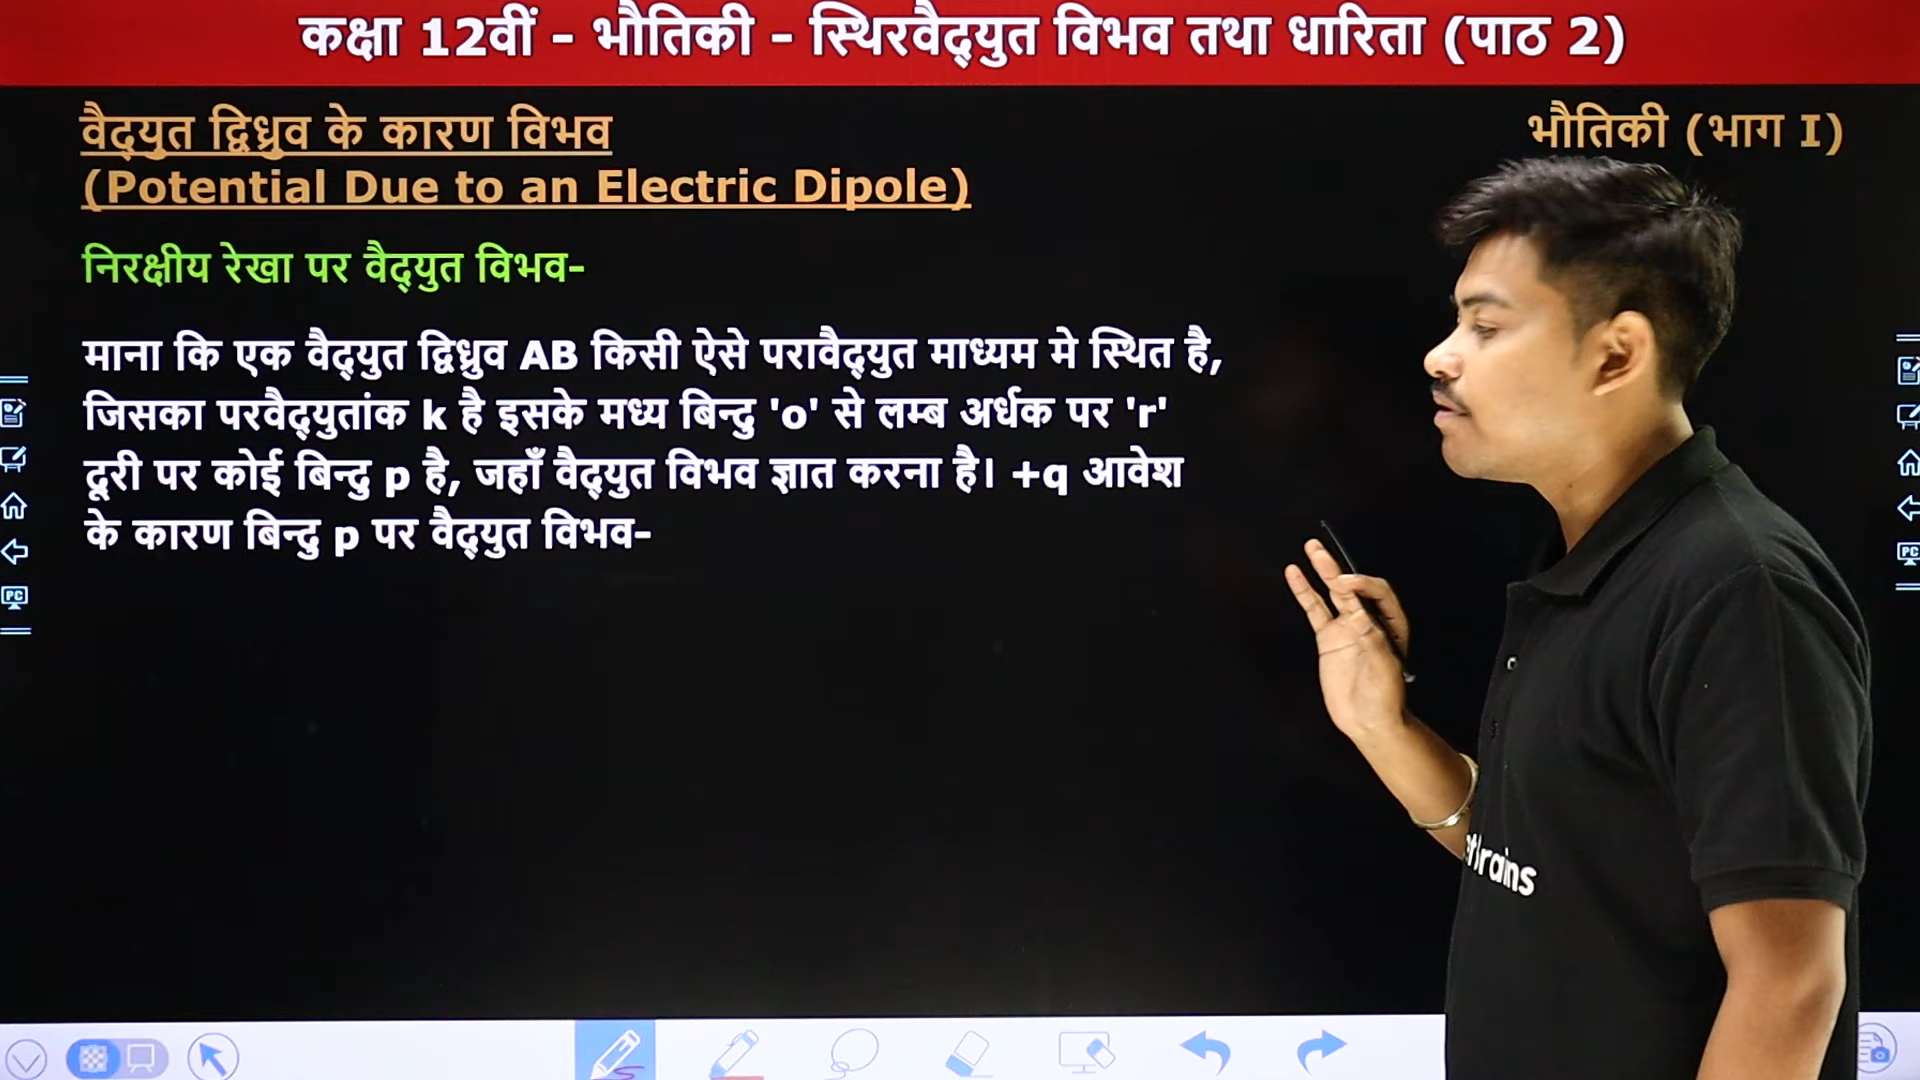 कक्षा 12वीं - भौतिकी - स्थिरवैद्युत विभव तथा धारिता (पाठ 2)
वैद्युत द्विध्रुव के कारण विभव
(Potential Due to an Electric Dipole)
भौतिकी (भाग I)
निरक्षीय रेखा पर वैद्युत विभव-
माना कि एक वैद्युत द्विध्रुव AB किसी ऐसे परावैद्युत माध्यम मे स्थित है,
जिसका परवैद्युतांक k है इसके मध्य बिन्दु 'o' से लम्ब अर्धक पर 'r'
दूरी पर कोई बिन्दु p है, जहाँ वैद्युत विभव ज्ञात करना है। +q आवेश
के कारण बिन्दु p पर वैद्युत विभव-
PC
PC